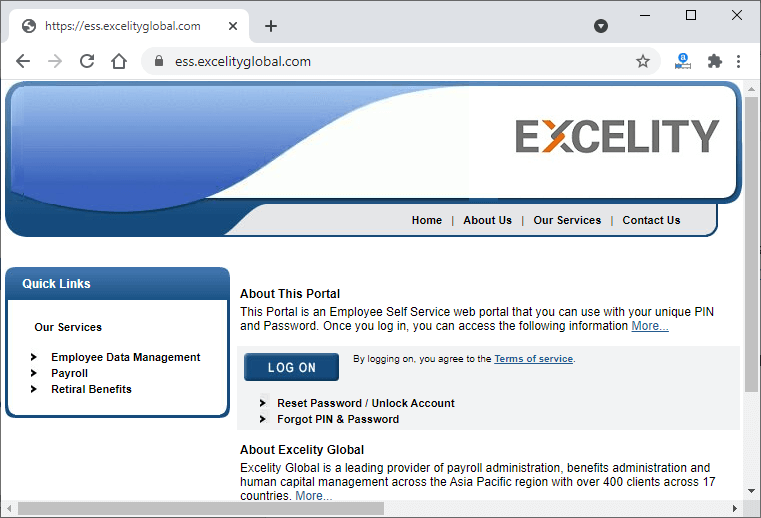 https://ess.excelityglobal.com
ess.excelityglobal.com
EXCELITY
Home | About Us | Our Services | Contact Us
Quick Links
Our Services
Employee Data Management
Payroll
Retiral Benefits
About This Portal
This Portal is an Employee Self Service web portal that you can use with your unique PIN
and Password. Once you log in, you can access the following information More...
LOG ON
By logging on, you agree to the Terms of service.
Reset Password / Unlock Account
Forgot PIN & Password
About Excelity Global
Excelity Global is a leading provider of payroll administration, benefits administration and
human capital management across the Asia Pacific region with over 400 clients across 17
countries. More...